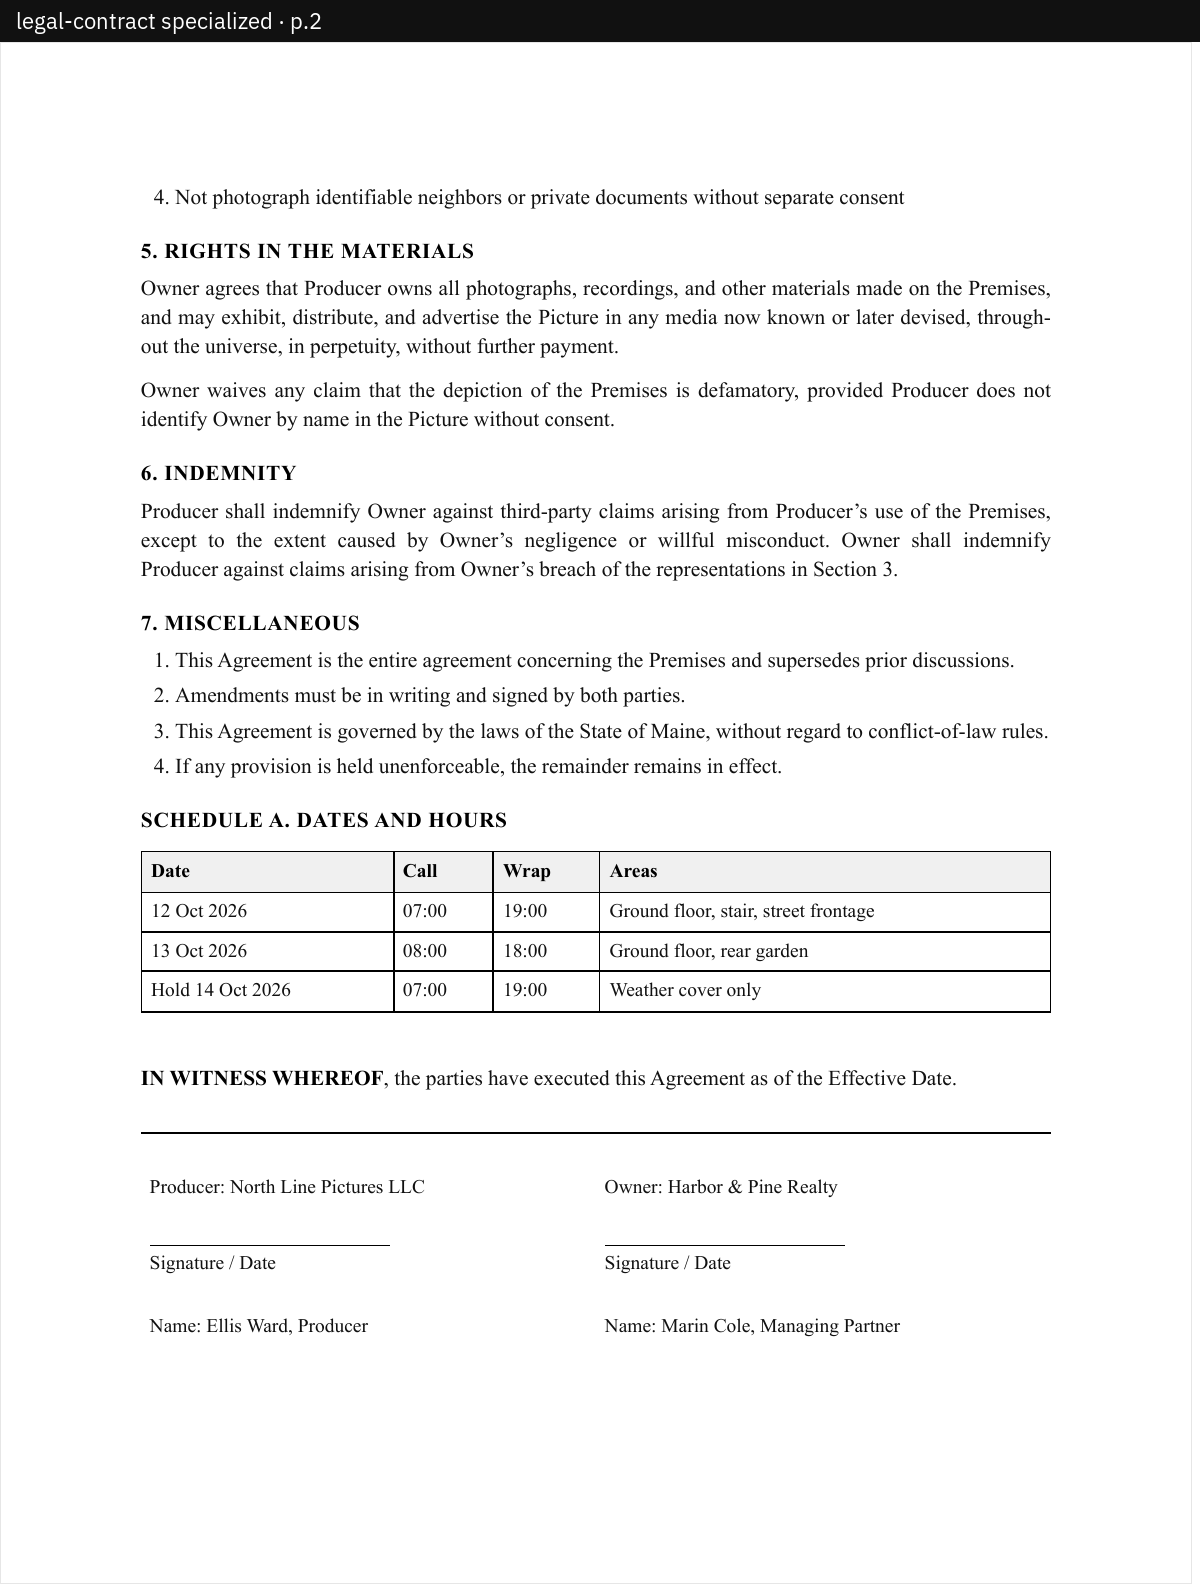 legal-contract specialized · p.2
4. Not photograph identifiable neighbors or private documents without separate consent
5. RIGHTS IN THE MATERIALS
Owner agrees that Producer owns all photographs, recordings, and other materials made on the Premises,
and may exhibit, distribute, and advertise the Picture in any media now known or later devised, through-
out the universe, in perpetuity, without further payment.
Owner waives any claim that the depiction of the Premises is defamatory, provided Producer does not
identify Owner by name in the Picture without consent.
6. INDEMNITY
Producer shall indemnify Owner against third-party claims arising from Producer’s use of the Premises,
except to the extent caused by Owner’s negligence or willful misconduct. Owner shall indemnify
Producer against claims arising from Owner’s breach of the representations in Section 3.
7. MISCELLANEOUS
1. This Agreement is the entire agreement concerning the Premises and supersedes prior discussions.
2. Amendments must be in writing and signed by both parties.
3. This Agreement is governed by the laws of the State of Maine, without regard to conflict-of-law rules.
4. If any provision is held unenforceable, the remainder remains in effect.
SCHEDULE A. DATES AND HOURS
Date Call Wrap Areas
12 Oct 2026 07:00 19:00 Ground floor, stair, street frontage
13 Oct 2026 08:00 18:00 Ground floor, rear garden
Hold 14 Oct 2026 07:00 19:00 Weather cover only
IN WITNESS WHEREOF, the parties have executed this Agreement as of the Effective Date.
Producer: North Line Pictures LLC Owner: Harbor & Pine Realty
Signature / Date Signature / Date
Name: Ellis Ward, Producer Name: Marin Cole, Managing Partner